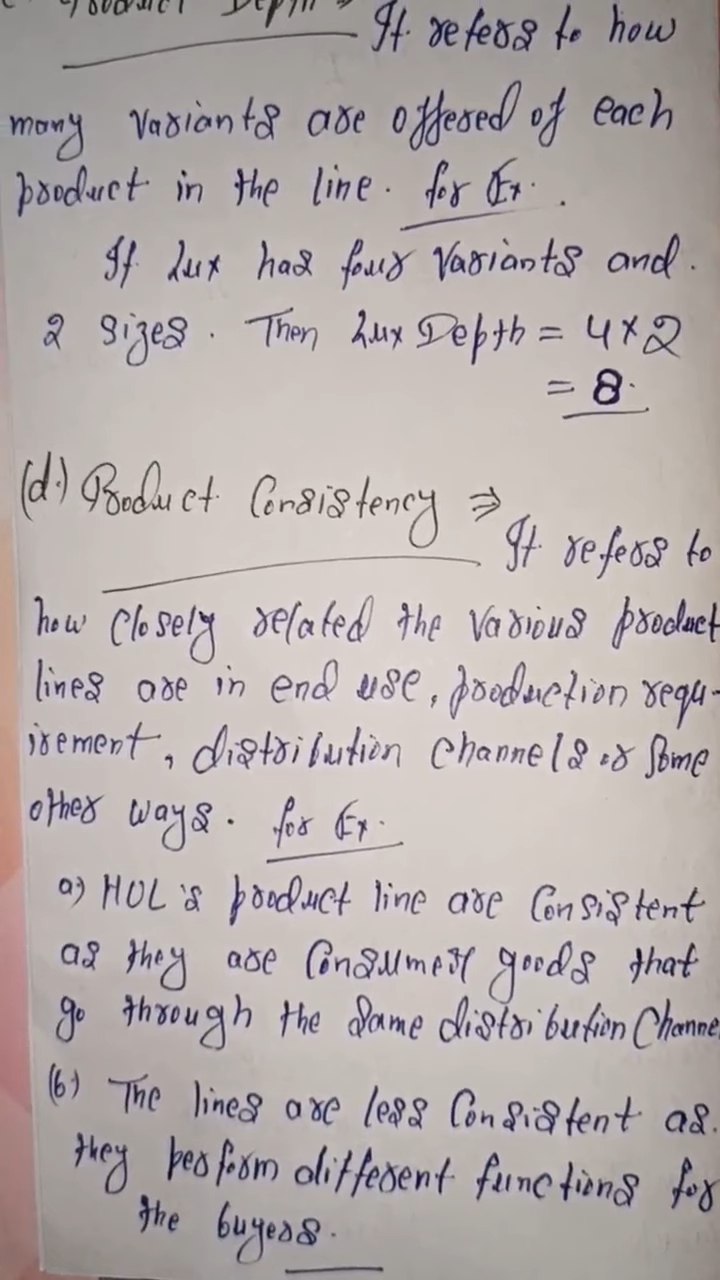 Product Depth ⇒
It refers to how
many Variants are offered of each
product in the line. for Ex. .
If Lux has four Variants and.
2 sizes. Then Lux Depth = 4×2
= 8.
(d.) Product Consistency ⇒
It refers to
how closely related the various product
lines are in end use, production requ-
irement, distribution channels or some
other ways. for Ex.
a) HUL's product line are Consistent
as they are Consumer goods that
go through the same distribution Channe
(b) The lines are less Consistent as.
they perform different functions for
the buyers.